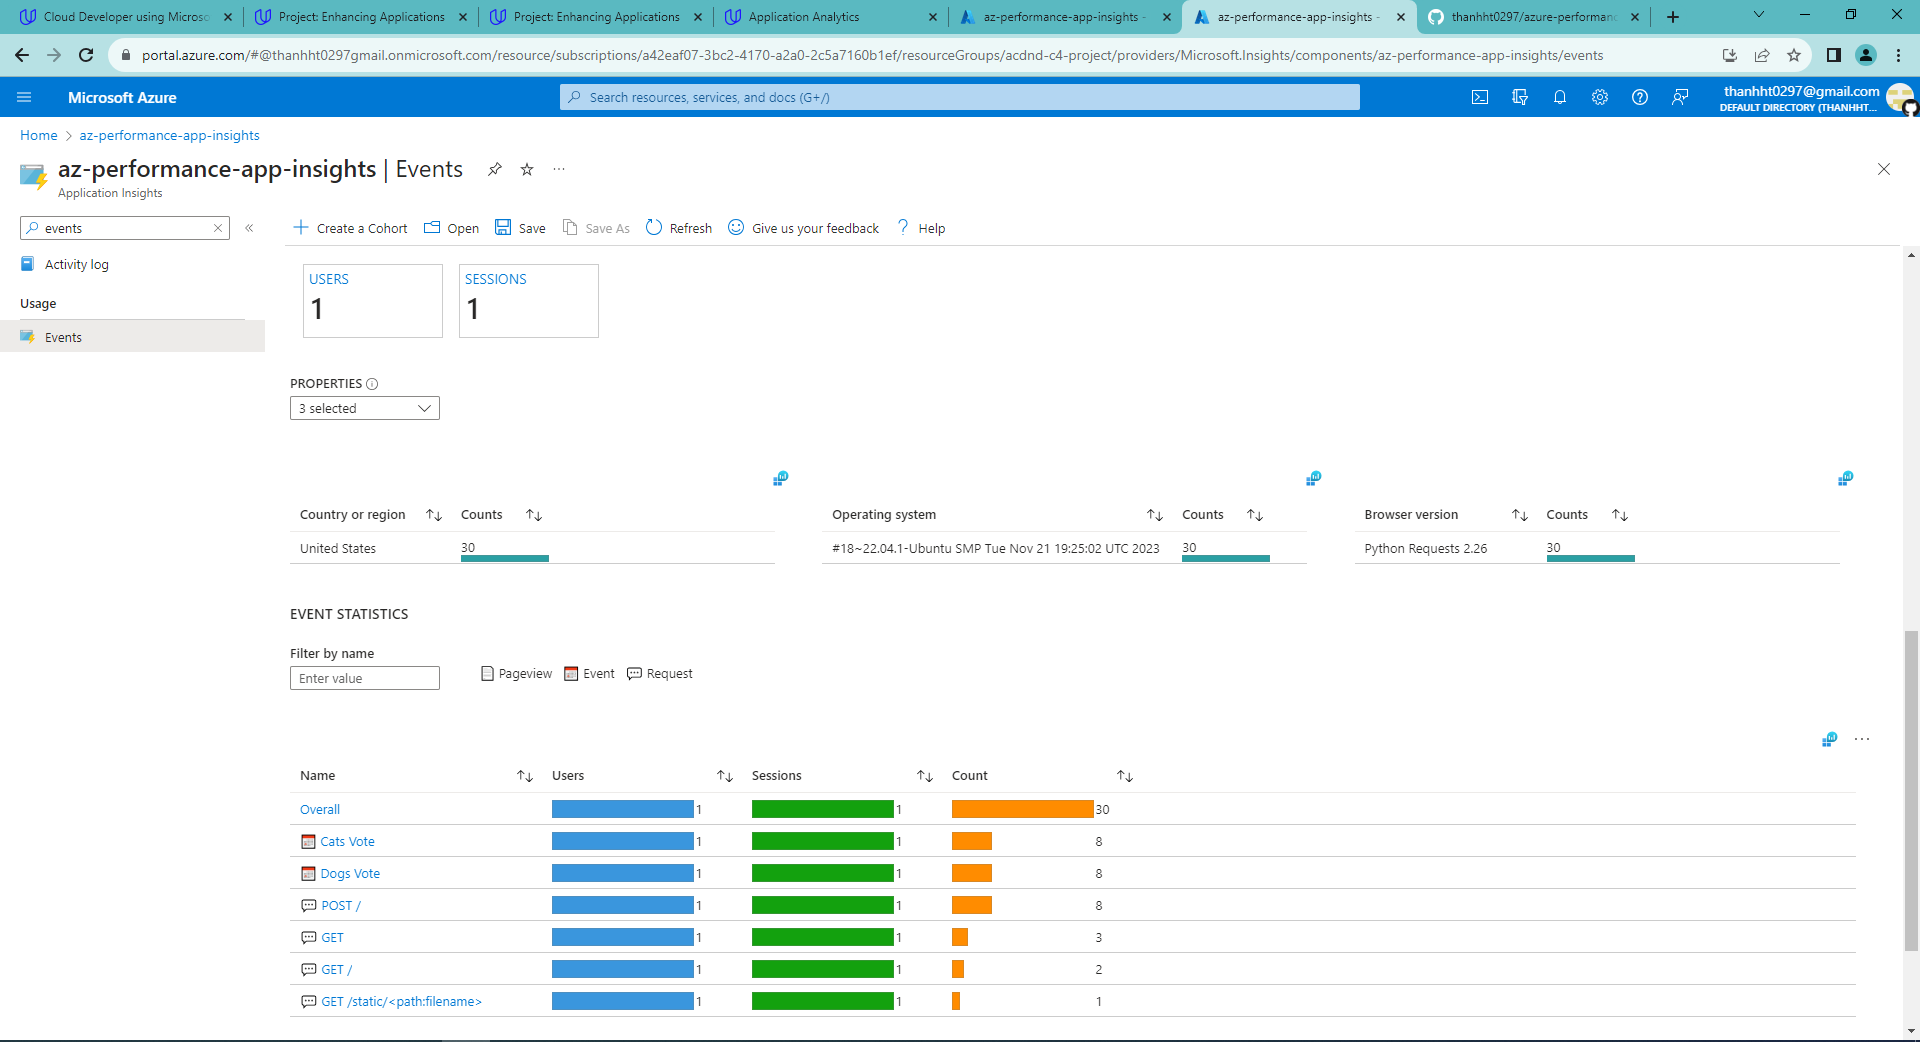 Cloud Developer using Micros
Project: Enhancing Applications
Project: Enhancing Applications
Application Analytics
az-performance-app-insights -
az-performance-app-insights -
thanhht0297/azure-performanc
portal.azure.com/#@thanhht0297gmail.onmicrosoft.com/resource/subscriptions/a42eaf07-3bc2-4170-a2a0-2c5a7160b1ef/resourceGroups/acdnd-c4-project/providers/Microsoft.Insights/components/az-performance-app-insights/events
Microsoft Azure
Search resources, services, and docs (G+/)
thanhht0297@gmail.com
DEFAULT DIRECTORY (THANHHT...
Home > az-performance-app-insights
az-performance-app-insights | Events
Application Insights
events
Create a Cohort Open Save Save As Refresh Give us your feedback ? Help
Activity log
Usage
Events
USERS
1
SESSIONS
1
PROPERTIES
3 selected
Country or region Counts
United States 30
Operating system Counts
#18~22.04.1-Ubuntu SMP Tue Nov 21 19:25:02 UTC 2023 30
Browser version Counts
Python Requests 2.26 30
EVENT STATISTICS
Filter by name
Enter value
Pageview Event Request
Name Users Sessions Count
Overall 1 1 30
Cats Vote 1 1 8
Dogs Vote 1 1 8
POST / 1 1 8
GET 1 1 3
GET / 1 1 2
GET /static/<path:filename> 1 1 1